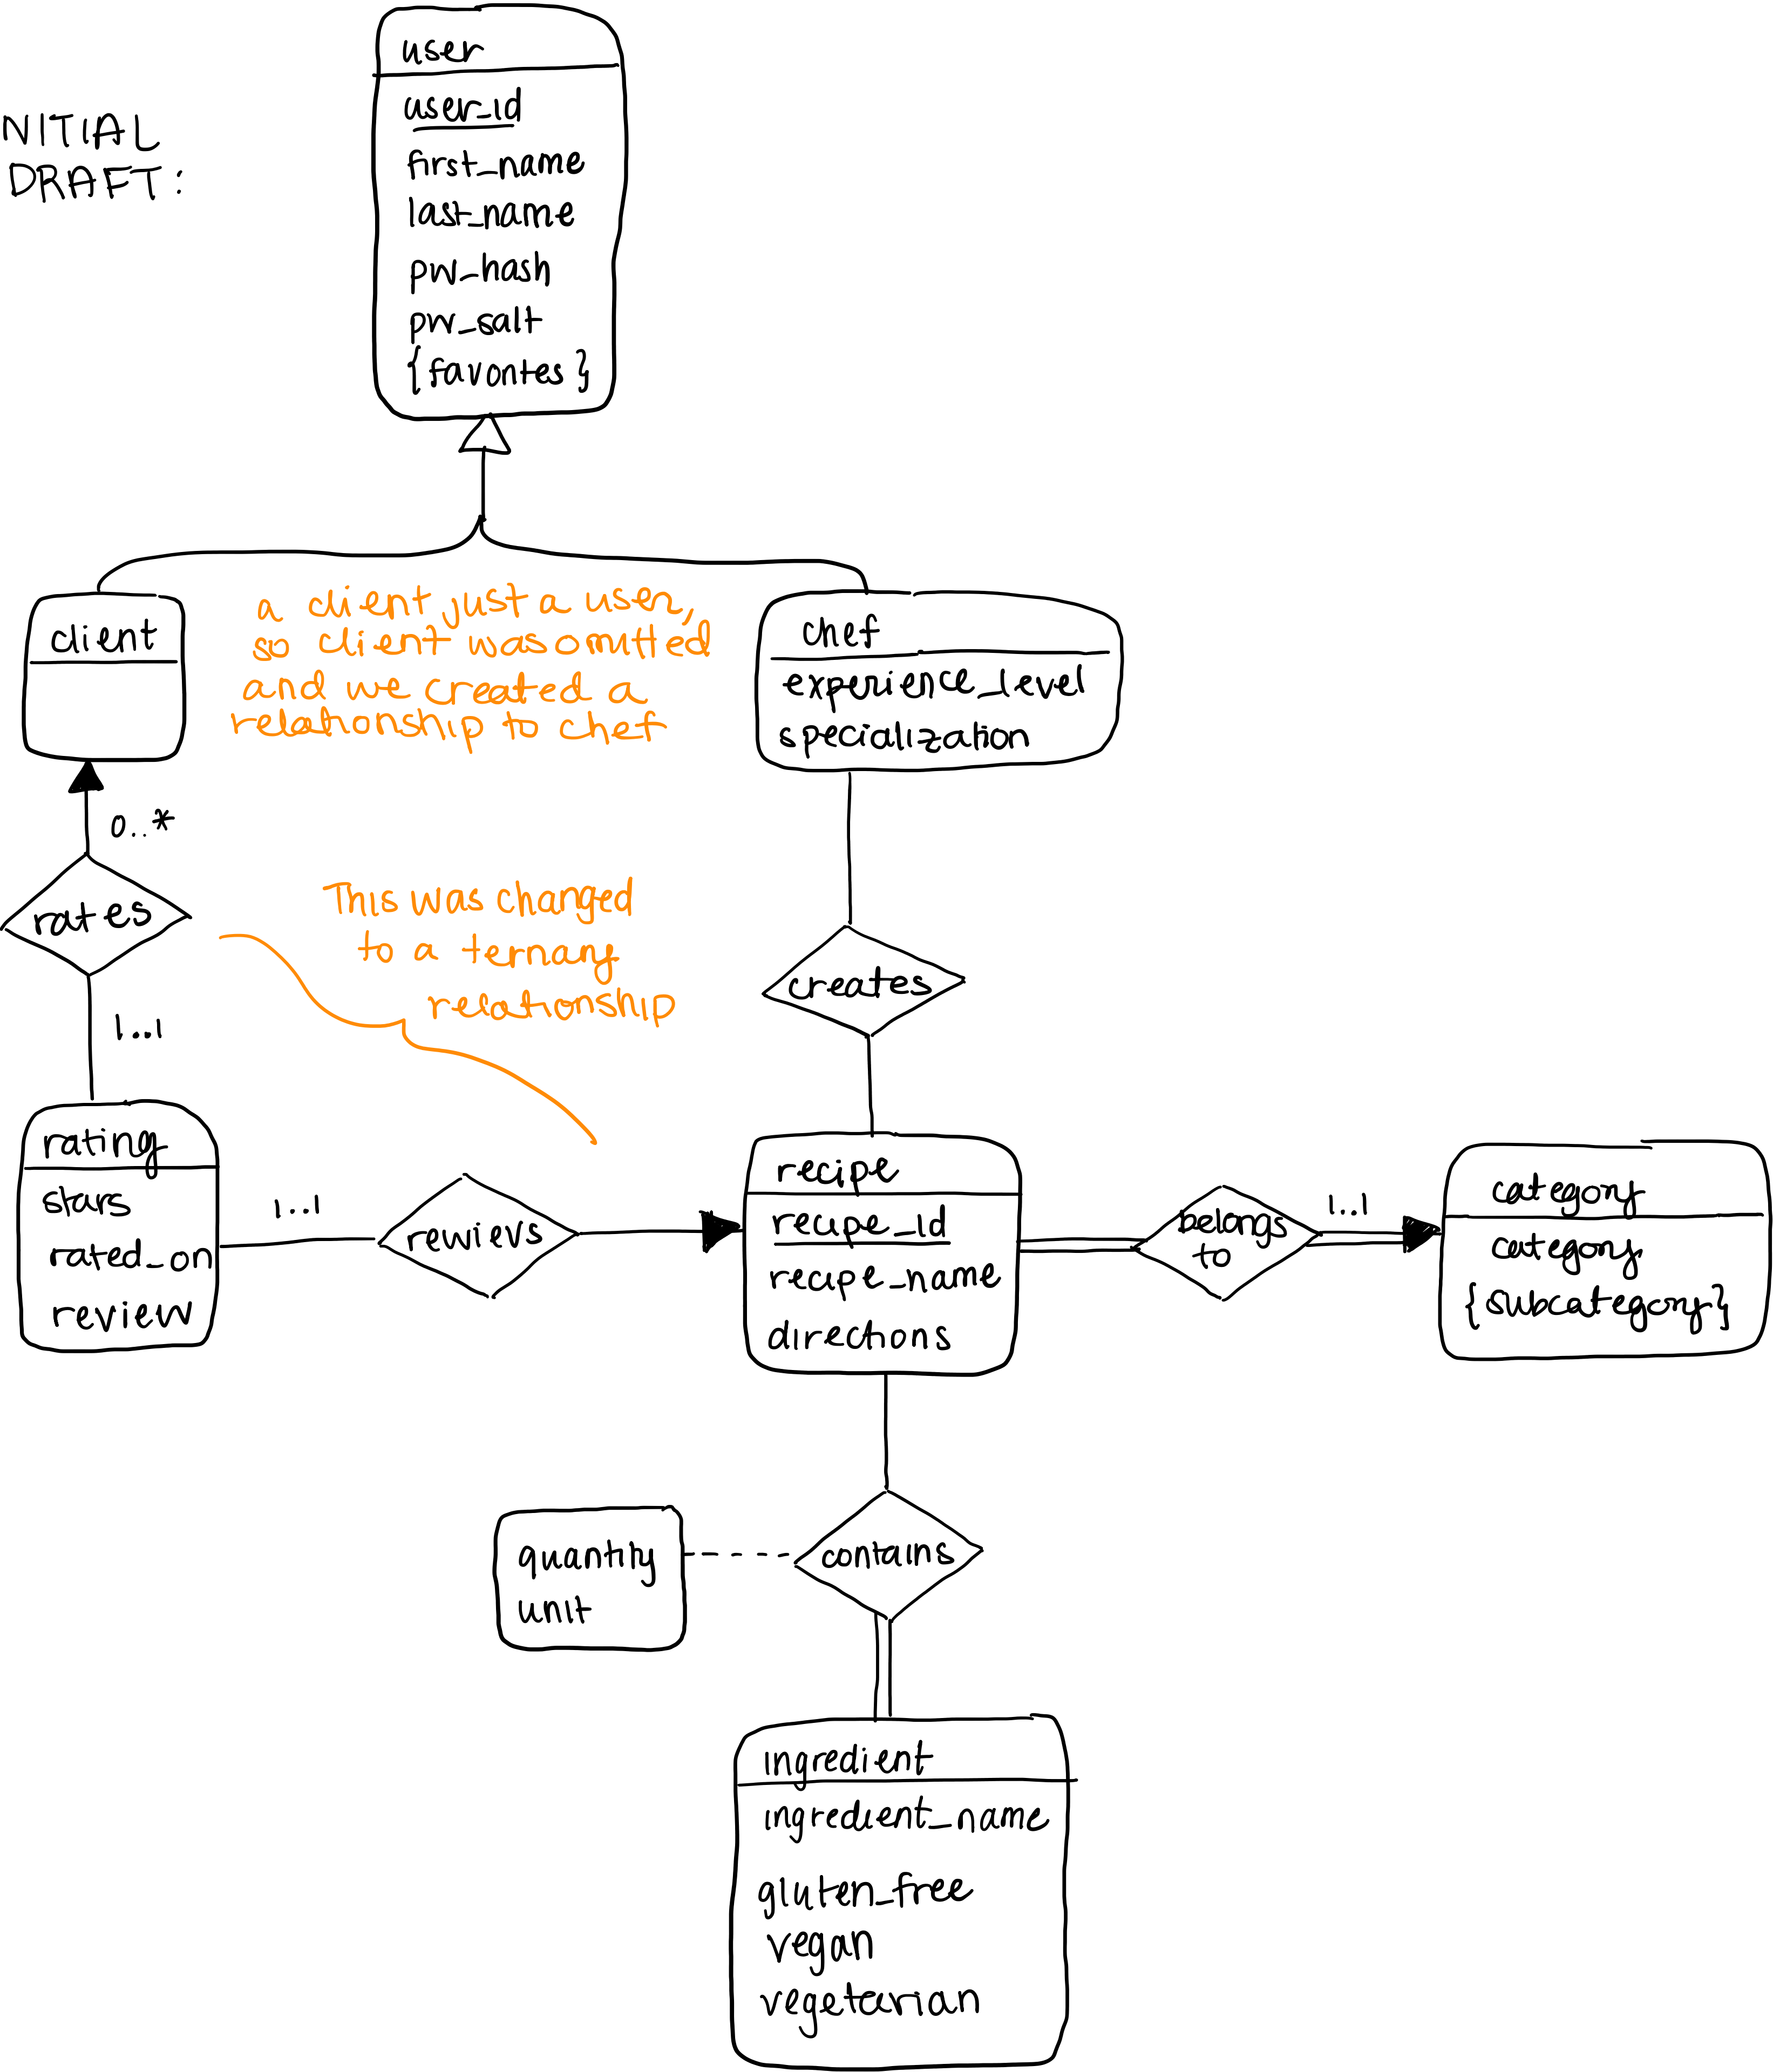 NITIAL
DRAFT:
user
user_id
first_name
last_name
pw_hash
pw_salt
{favorites}
client
a client just a user,
so client was omitted
and we created a
relationship to chef
chef
experience_level
specialization
0..*
rates
1...1
This was changed
to a ternary
relationship
creates
rating
stars
rated_on
review
1...1
rewievs
recipe
recipe_id
recipe_name
directions
belongs
to
1...1
category
category
{subcategory}
quantity
unit
contains
ingredient
ingredient_name
gluten_free
vegan
vegetarian